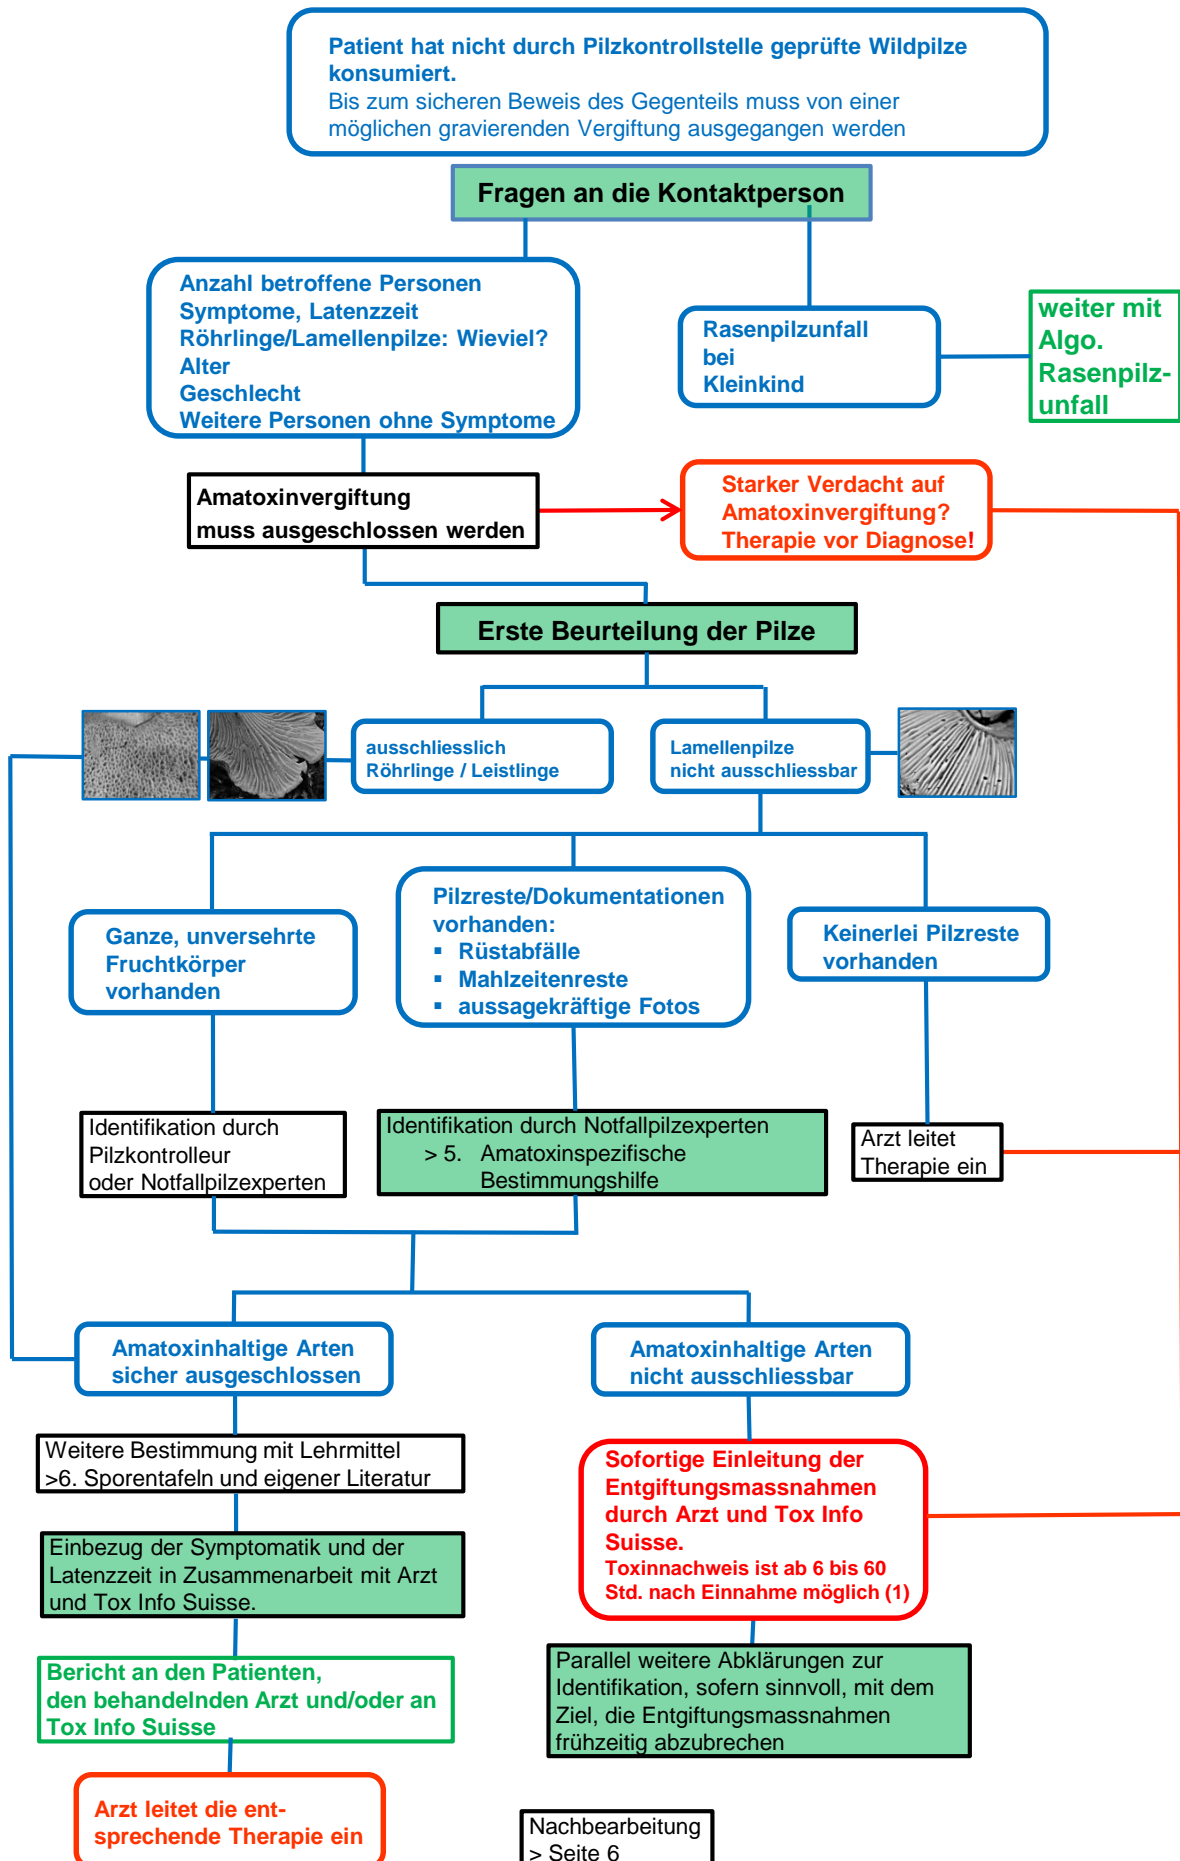 Patient hat nicht durch Pilzkontrollstelle geprüfte Wildpilze
konsumiert.
Bis zum sicheren Beweis des Gegenteils muss von einer
möglichen gravierenden Vergiftung ausgegangen werden
Fragen an die Kontaktperson
Anzahl betroffene Personen
Symptome, Latenzzeit
Röhrlinge/Lamellenpilze: Wieviel?
Alter
Geschlecht
Weitere Personen ohne Symptome
Rasenpilzunfall
bei
Kleinkind
weiter mit
Algo.
Rasenpilz-
unfall
Amatoxinvergiftung
muss ausgeschlossen werden
Starker Verdacht auf
Amatoxinvergiftung?
Therapie vor Diagnose!
Erste Beurteilung der Pilze
ausschliesslich
Röhrlinge / Leistlinge
Lamellenpilze
nicht ausschliessbar
Ganze, unversehrte
Fruchtkörper
vorhanden
Pilzreste/Dokumentationen
vorhanden:
▪ Rüstabfälle
▪ Mahlzeitenreste
▪ aussagekräftige Fotos
Keinerlei Pilzreste
vorhanden
Identifikation durch
Pilzkontrolleur
oder Notfallpilzexperten
Identifikation durch Notfallpilzexperten
> 5. Amatoxinspezifische
Bestimmungshilfe
Arzt leitet
Therapie ein
Amatoxinhaltige Arten
sicher ausgeschlossen
Amatoxinhaltige Arten
nicht ausschliessbar
Weitere Bestimmung mit Lehrmittel
>6. Sporentafeln und eigener Literatur
Sofortige Einleitung der
Entgiftungsmassnahmen
durch Arzt und Tox Info
Suisse.
Toxinnachweis ist ab 6 bis 60
Std. nach Einnahme möglich (1)
Einbezug der Symptomatik und der
Latenzzeit in Zusammenarbeit mit Arzt
und Tox Info Suisse.
Bericht an den Patienten,
den behandelnden Arzt und/oder an
Tox Info Suisse
Parallel weitere Abklärungen zur
Identifikation, sofern sinnvoll, mit dem
Ziel, die Entgiftungsmassnahmen
frühzeitig abzubrechen
Arzt leitet die ent-
sprechende Therapie ein
Nachbearbeitung
> Seite 6